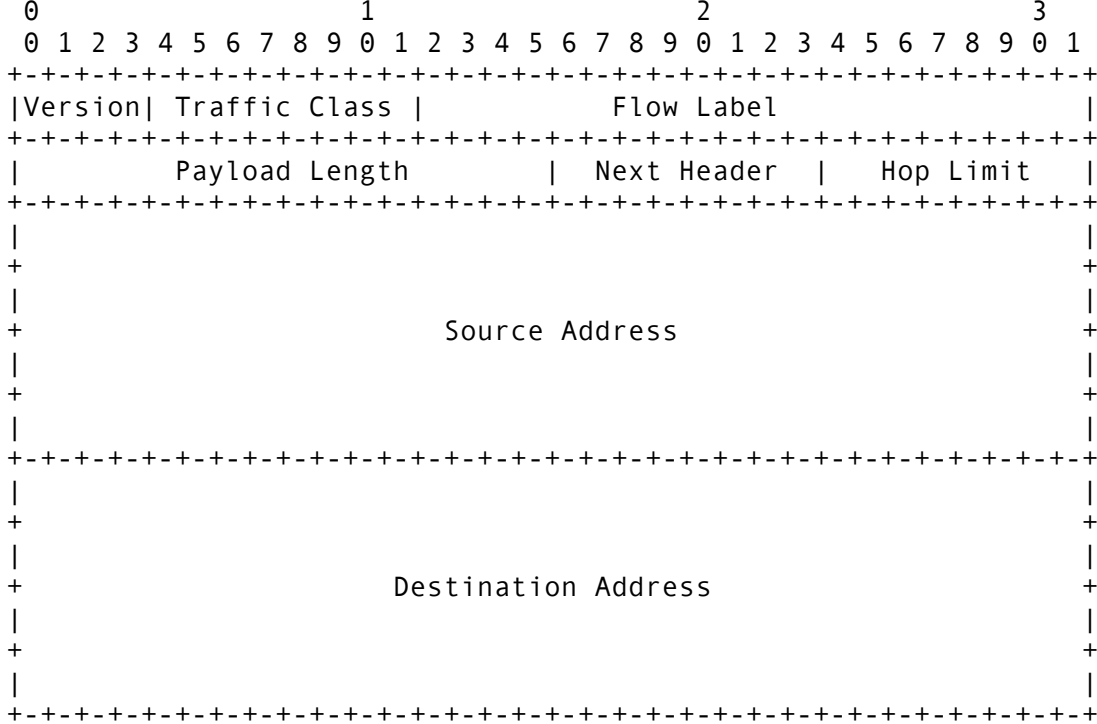 0                   1                   2                   3
 0 1 2 3 4 5 6 7 8 9 0 1 2 3 4 5 6 7 8 9 0 1 2 3 4 5 6 7 8 9 0 1
+-+-+-+-+-+-+-+-+-+-+-+-+-+-+-+-+-+-+-+-+-+-+-+-+-+-+-+-+-+-+-+-+
|Version| Traffic Class |           Flow Label                  |
+-+-+-+-+-+-+-+-+-+-+-+-+-+-+-+-+-+-+-+-+-+-+-+-+-+-+-+-+-+-+-+-+
|         Payload Length        |  Next Header  |   Hop Limit   |
+-+-+-+-+-+-+-+-+-+-+-+-+-+-+-+-+-+-+-+-+-+-+-+-+-+-+-+-+-+-+-+-+
|                                                               |
+                                                               +
|                                                               |
+                         Source Address                        +
|                                                               |
+                                                               +
|                                                               |
+-+-+-+-+-+-+-+-+-+-+-+-+-+-+-+-+-+-+-+-+-+-+-+-+-+-+-+-+-+-+-+-+
|                                                               |
+                                                               +
|                                                               |
+                      Destination Address                      +
|                                                               |
+                                                               +
|                                                               |
+-+-+-+-+-+-+-+-+-+-+-+-+-+-+-+-+-+-+-+-+-+-+-+-+-+-+-+-+-+-+-+-+